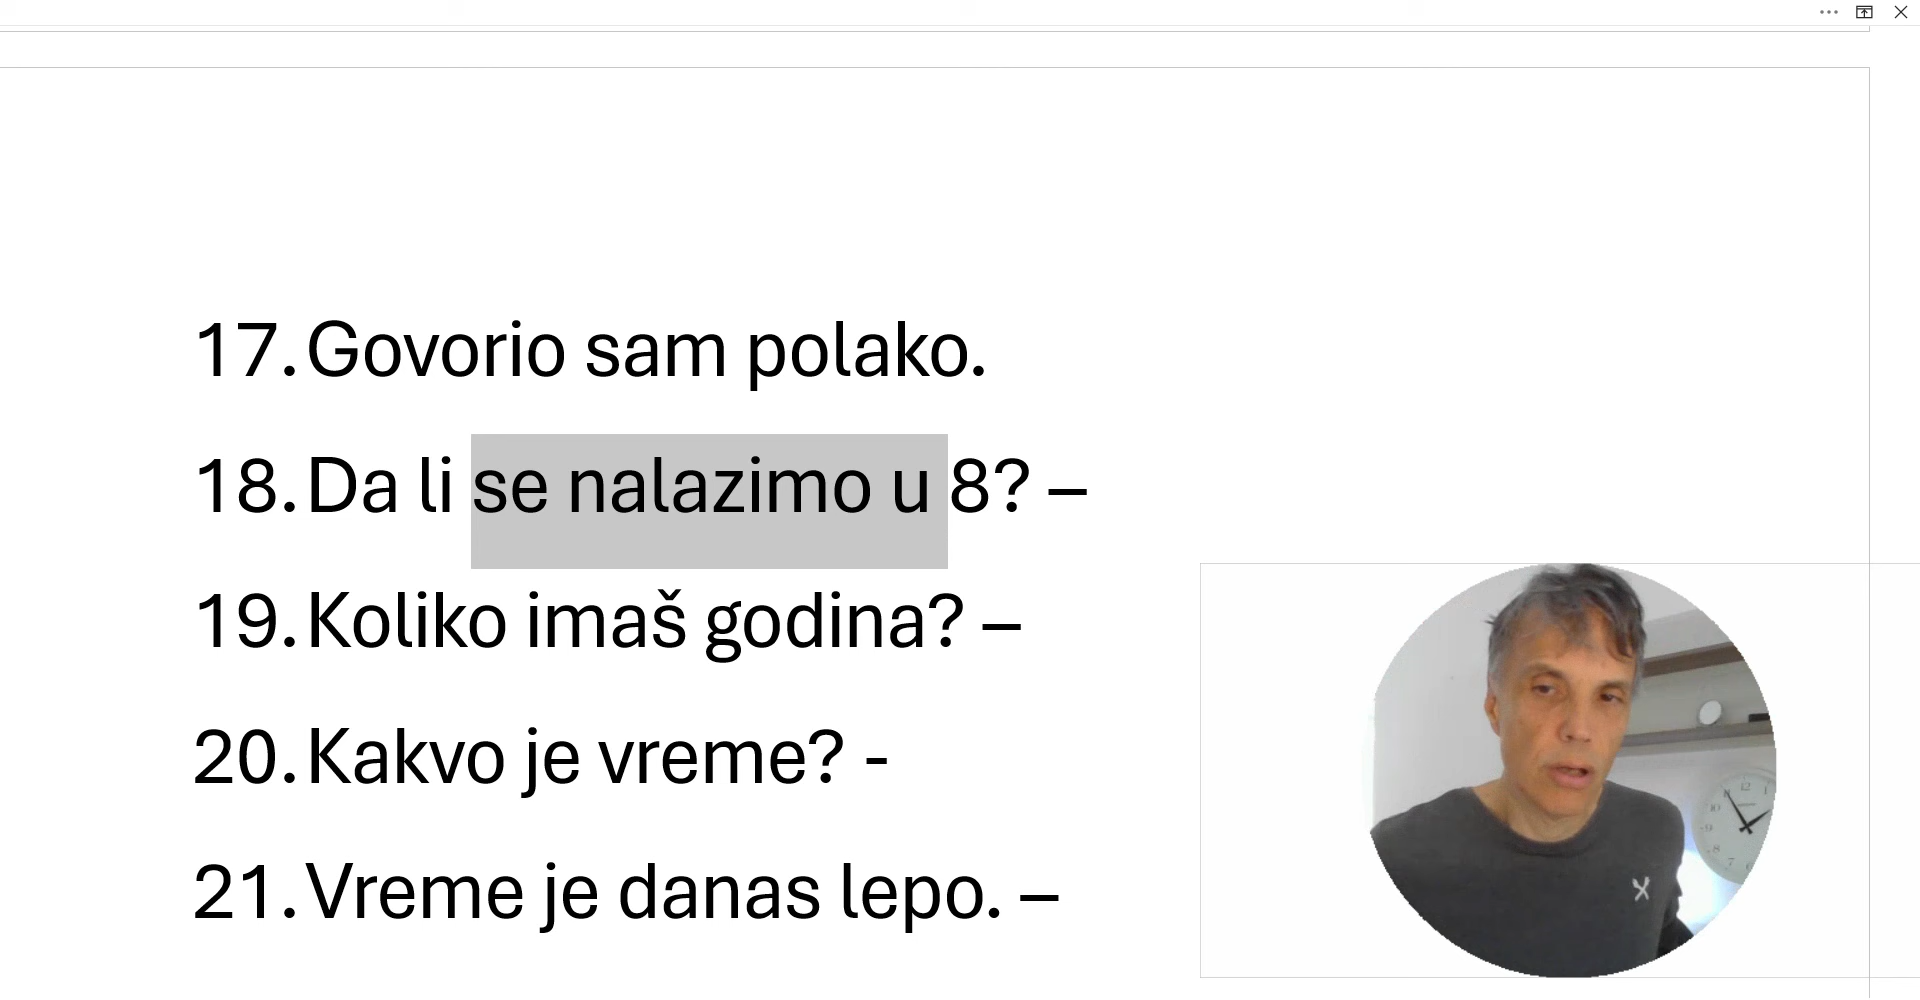 17. Govorio sam polako.
18. Da li se nalazimo u 8? –
19. Koliko imaš godina? –
20. Kakvo je vreme? -
21. Vreme je danas lepo. –